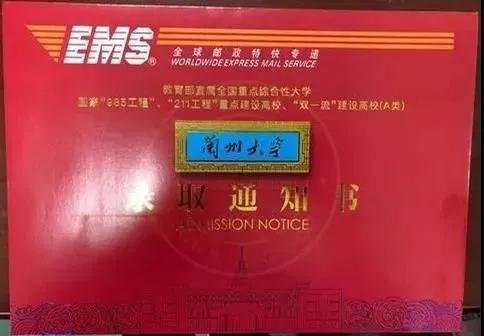 EMS®
全球邮政特快专递
WORLDWIDE EXPRESS MAIL SERVICE
教育部直属全国重点综合性大学
国家“985工程”、“211工程”重点建设高校、“双一流”建设高校(A类)
蘭州大學
录取通知书
ADMISSION NOTICE